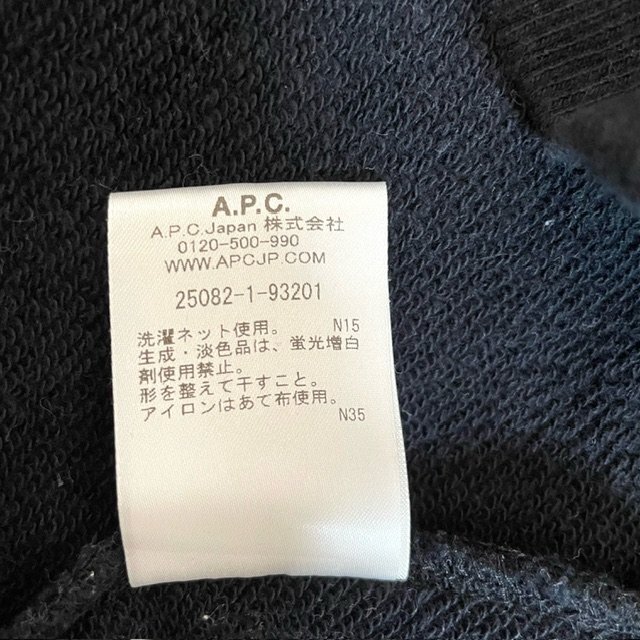 A.P.C.
A.P.C.Japan 株式会社
0120-500-990
WWW.APCJP.COM
25082-1-93201
洗濯ネット使用。 N15
生成・淡色品は、蛍光増白
剤使用禁止。
形を整えて干すこと。
アイロンはあて布使用。 N35